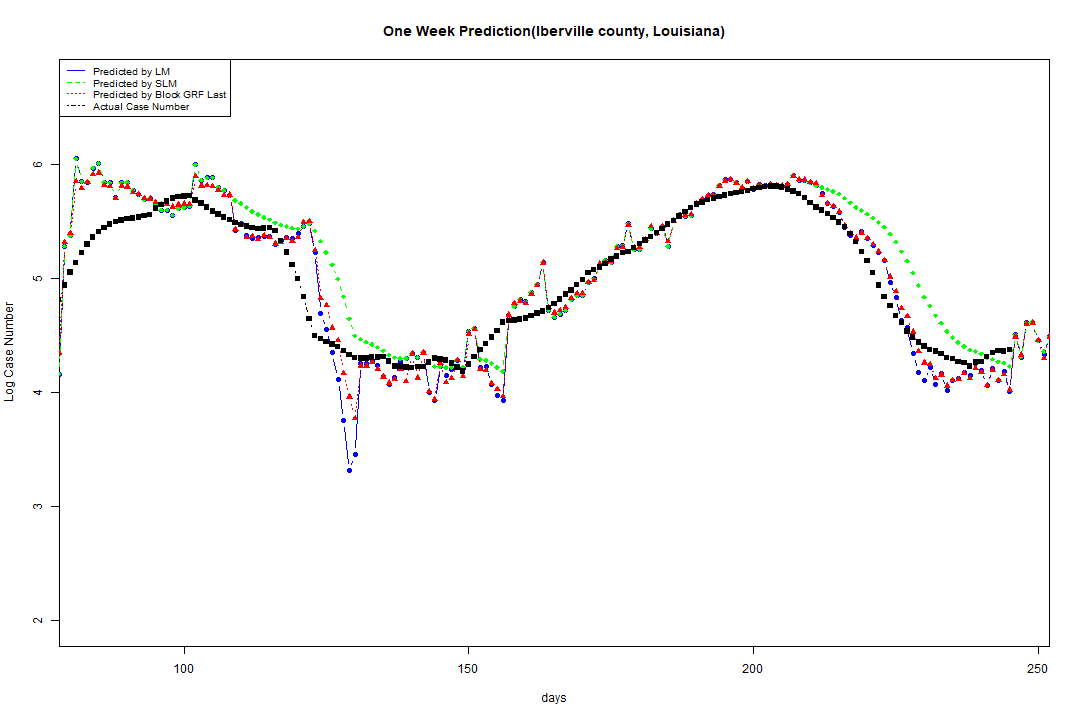 One Week Prediction(Iberville county, Louisiana)
Predicted by LM
Predicted by SLM
Predicted by Block GRF Last
Actual Case Number
6
5
4
3
2
Log Case Number
100
150
200
250
days